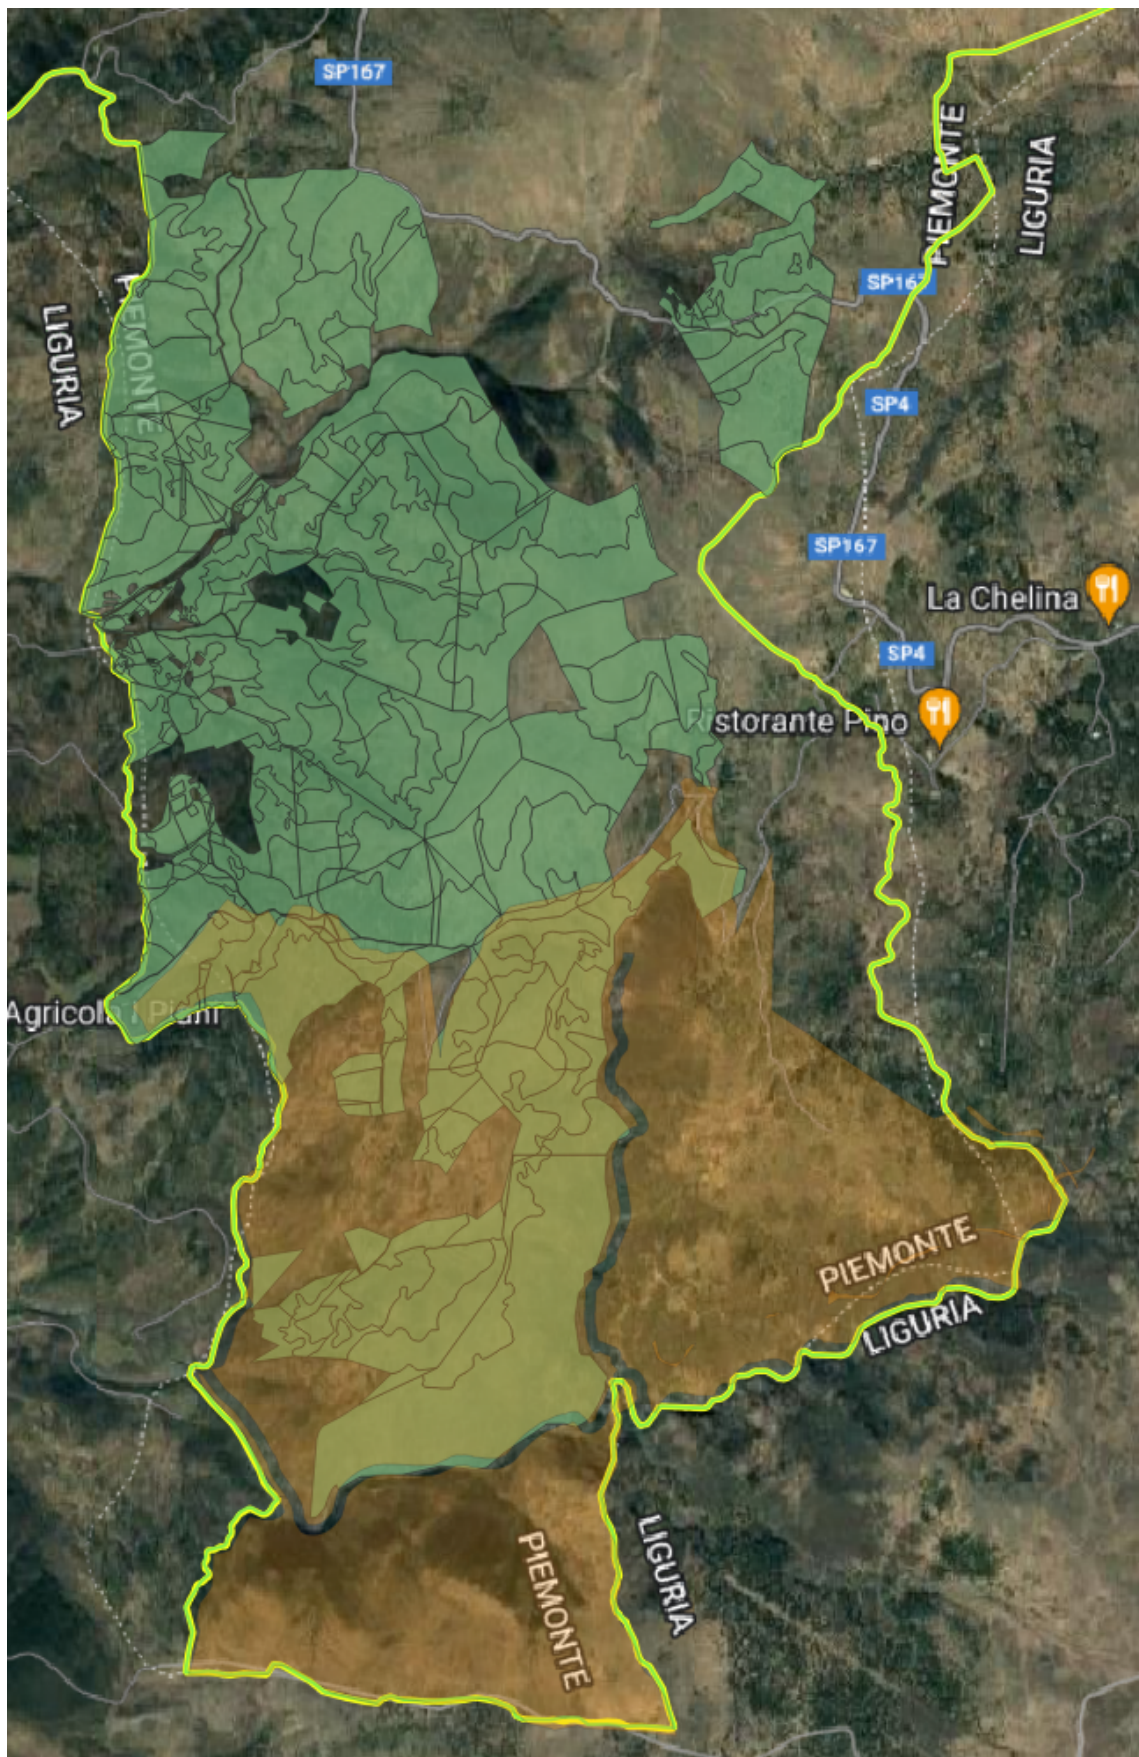 SP167
PIEMONTE
LIGURIA
SP167
PIEMONTE
LIGURIA
SP4
SP167
La Chelina
SP4
Ristorante Pino
Agricola I Piani
PIEMONTE
LIGURIA
LIGURIA
PIEMONTE